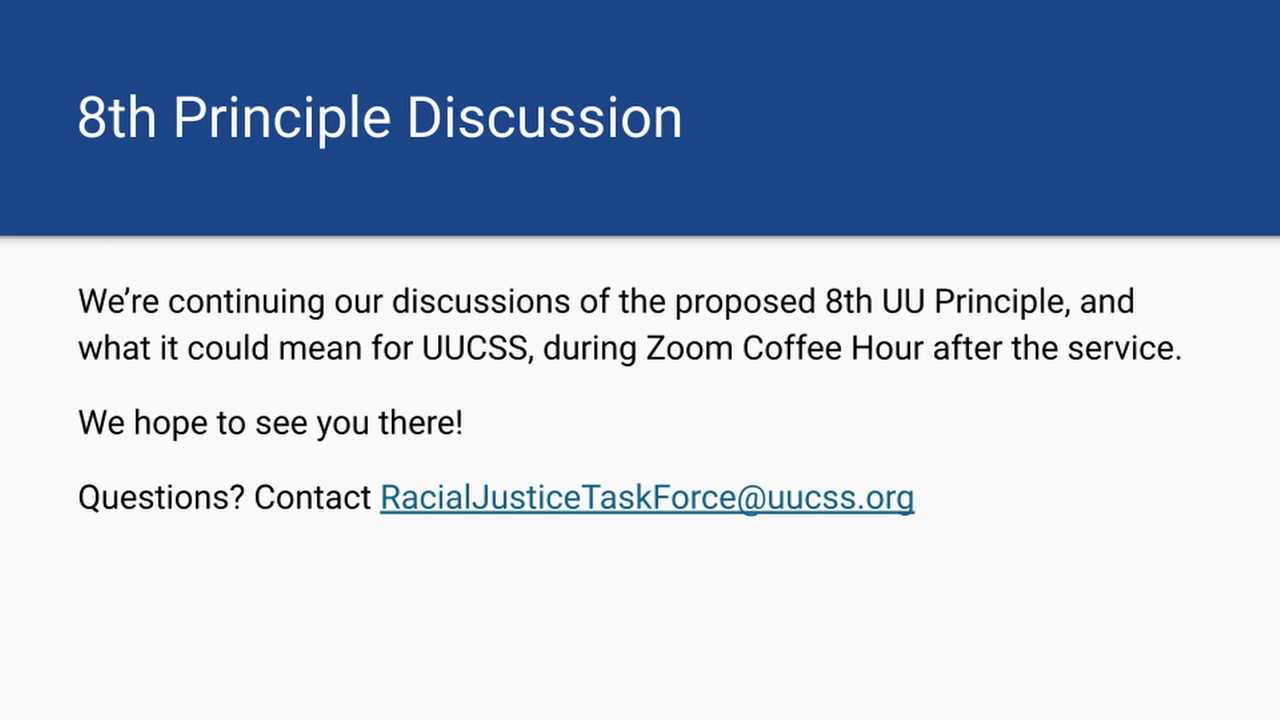 8th Principle Discussion
We’re continuing our discussions of the proposed 8th UU Principle, and
what it could mean for UUCSS, during Zoom Coffee Hour after the service.
We hope to see you there!
Questions? Contact RacialJusticeTaskForce@uucss.org